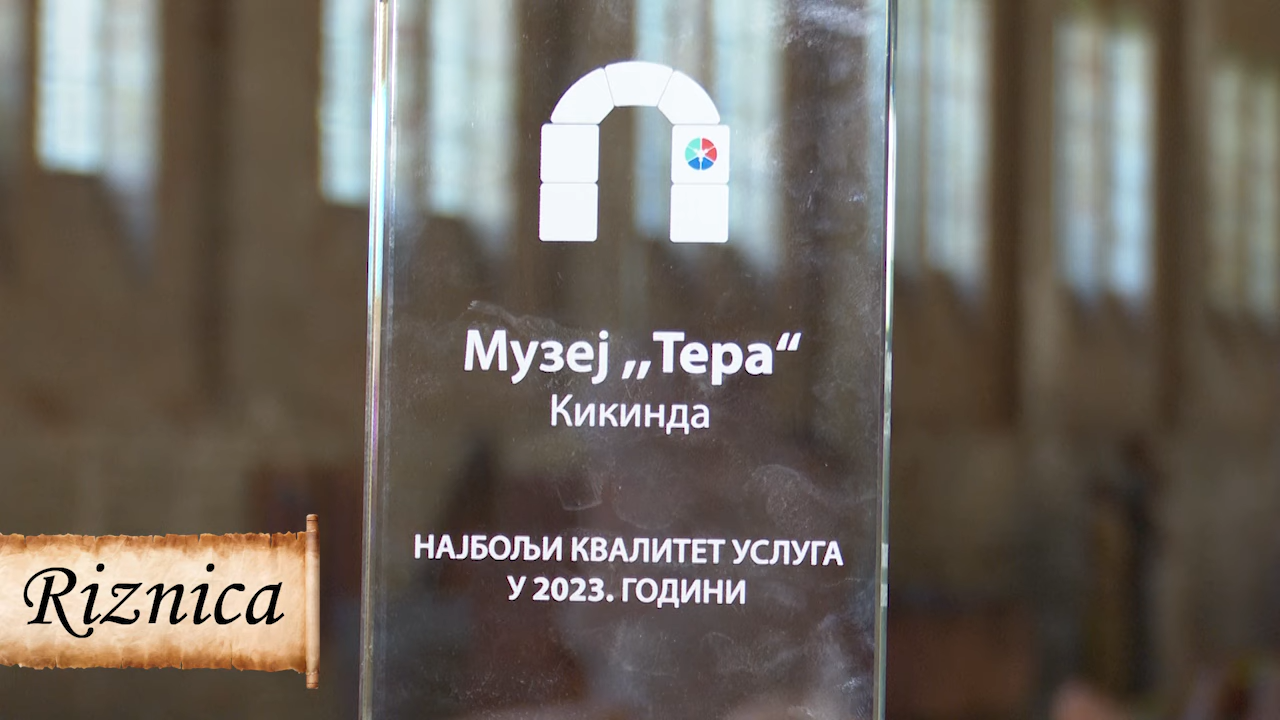 Музеј ,,Тера“
Кикинда
НАЈБОЉИ КВАЛИТЕТ УСЛУГА
У 2023. ГОДИНИ
Riznica